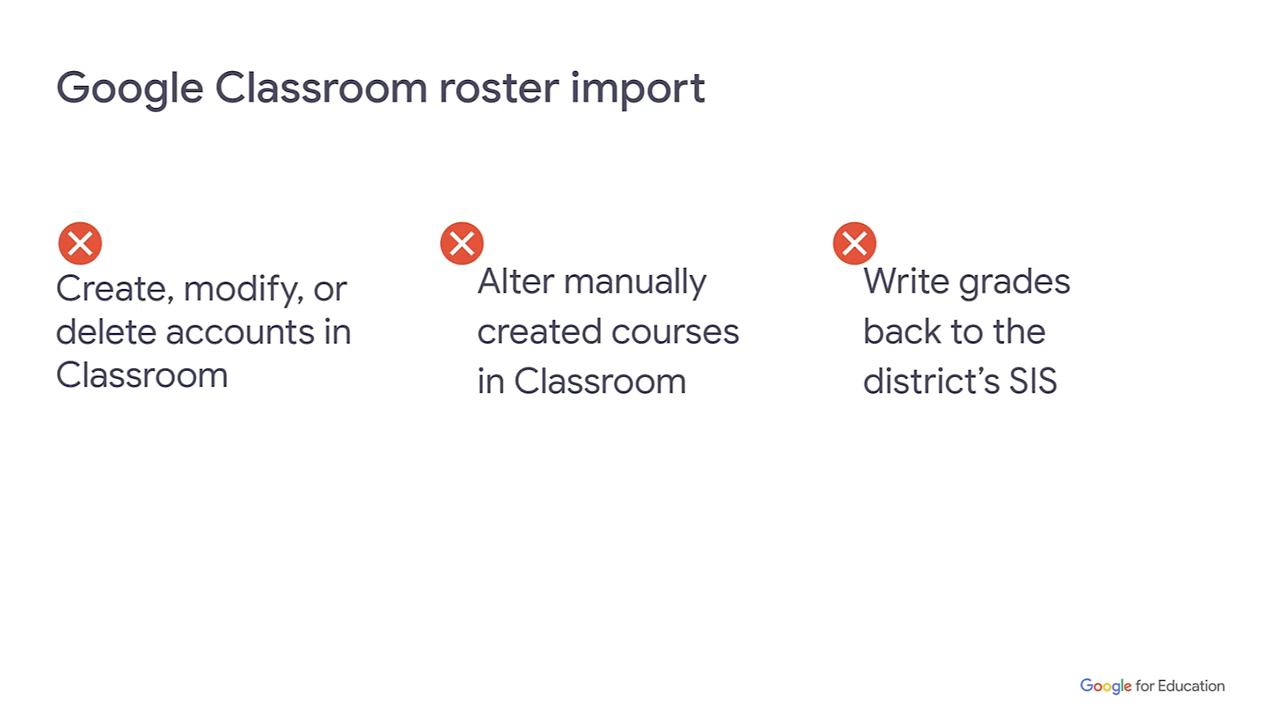 Google Classroom roster import
Create, modify, or
delete accounts in
Classroom
Alter manually
created courses
in Classroom
Write grades
back to the
district’s SIS
Google for Education